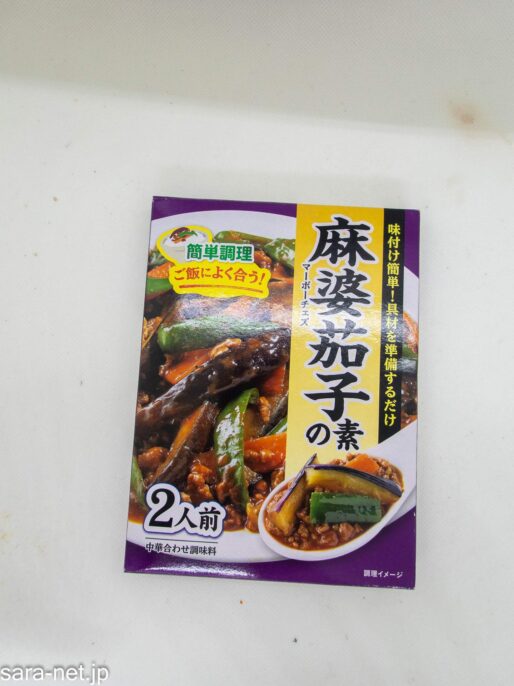 味付け簡単！具材を準備するだけ
麻婆茄子の素
マーボーチェズ
簡単調理
ご飯によく合う！
2人前
中華合わせ調味料
調理イメージ
sara-net.jp